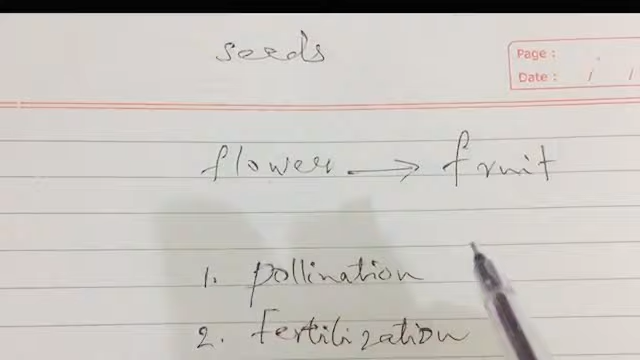 seeds
Page :
Date : / /
flower → fruit
1. pollination
2. Fertilization